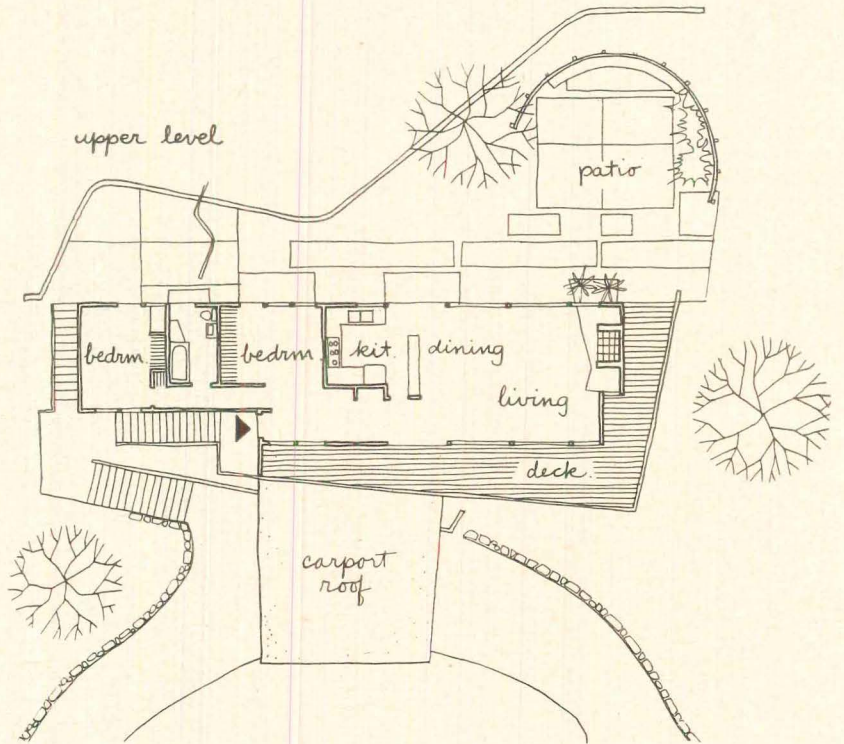 upper level
patio
bedrm
bedrm
kit.
dining
living
deck.
carport
roof